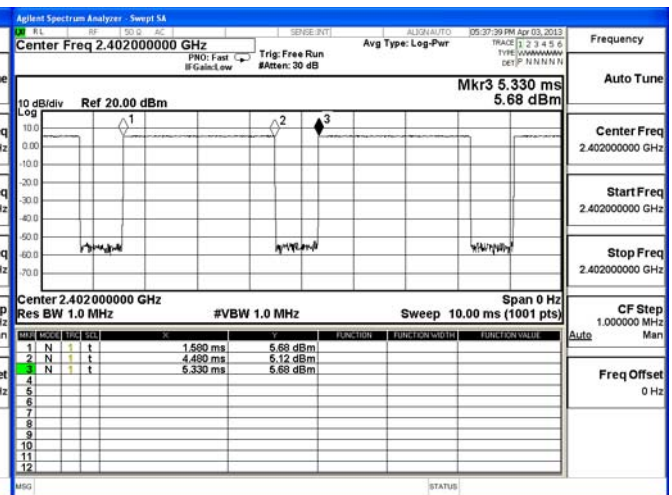 Agilent Spectrum Analyzer - Swept SA
RL RF 50 Ω AC SENSE:INT ALIGN AUTO 05:37:39 PM Apr 03, 2013
Center Freq 2.402000000 GHz
PNO: Fast
IFGain:Low
Trig: Free Run
#Atten: 30 dB
Avg Type: Log-Pwr
TRACE 1 2 3 4 5 6
TYPE
DET P N N N N N
Frequency
Mkr3 5.330 ms
5.68 dBm
Auto Tune
10 dB/div Ref 20.00 dBm
Log
1 2 3
10.0
0.00
-10.0
-20.0
-30.0
-40.0
-50.0
-60.0
-70.0
Center Freq
2.402000000 GHz
Start Freq
2.402000000 GHz
Stop Freq
2.402000000 GHz
Center 2.402000000 GHz Span 0 Hz
Res BW 1.0 MHz #VBW 1.0 MHz Sweep 10.00 ms (1001 pts)
CF Step
1.000000 MHz
Auto Man
MKR MODE TRC SCL X Y FUNCTION FUNCTION WIDTH FUNCTION VALUE
1 N 1 t 1.580 ms 5.68 dBm
2 N 1 t 4.480 ms 5.12 dBm
3 N 1 t 5.330 ms 5.68 dBm
4
5
6
7
8
9
10
11
12
Freq Offset
0 Hz
MSG STATUS